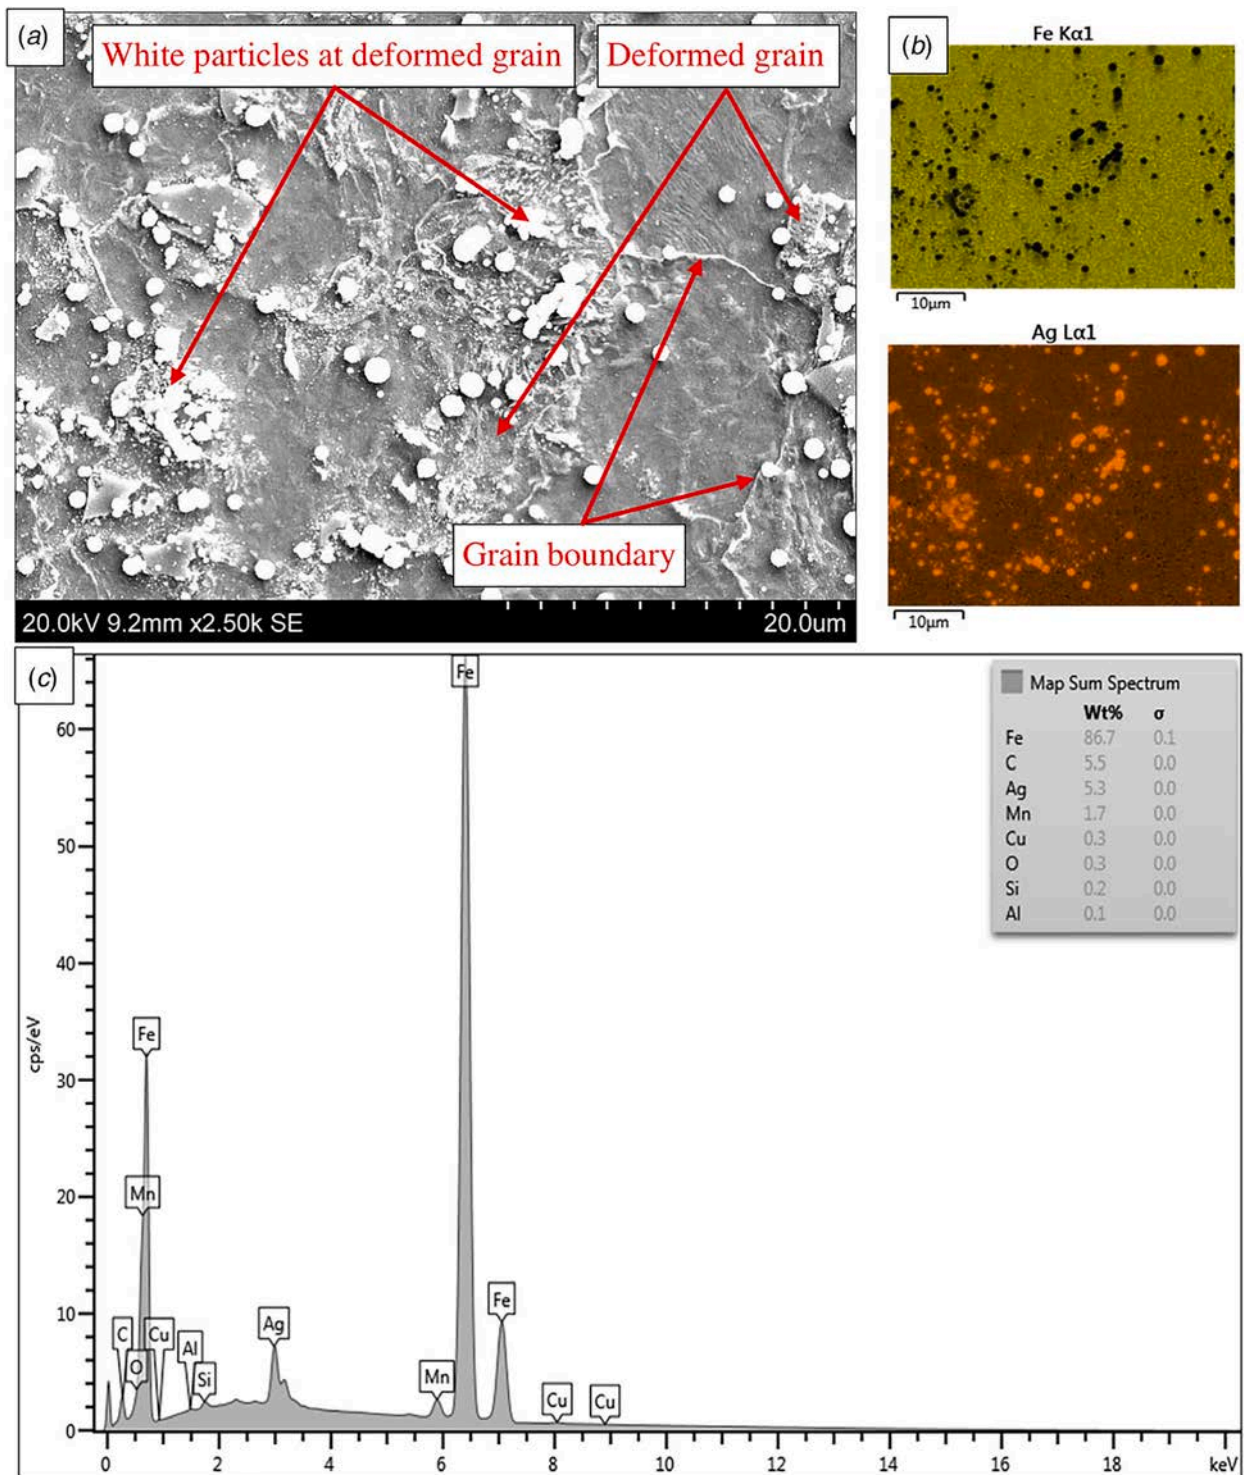 (a)
White particles at deformed grain
Deformed grain
Grain boundary
20.0kV 9.2mm x2.50k SE
20.0um
(b)
Fe Kα1
10µm
Ag Lα1
10µm
(c)
Map Sum Spectrum
Wt% σ
Fe 86.7 0.1
C 5.5 0.0
Ag 5.3 0.0
Mn 1.7 0.0
Cu 0.3 0.0
O 0.3 0.0
Si 0.2 0.0
Al 0.1 0.0
cps/eV
60
50
40
30
20
10
0
Fe
Fe
Mn
C
O
Cu
Al
Si
Ag
Mn
Fe
Cu
Cu
0 2 4 6 8 10 12 14 16 18 keV